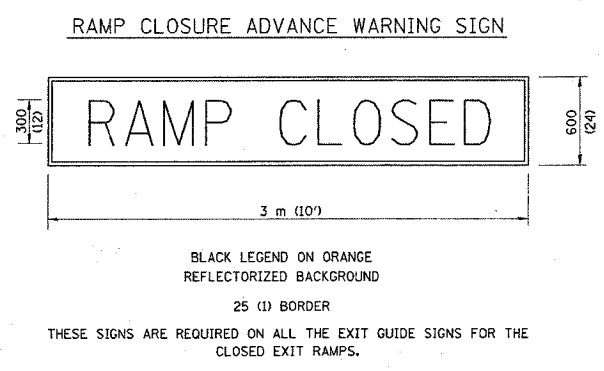 RAMP CLOSURE ADVANCE WARNING SIGN
RAMP CLOSED
300
(12)
600
(24)
3 m (10')
BLACK LEGEND ON ORANGE
REFLECTORIZED BACKGROUND
25 (1) BORDER
THESE SIGNS ARE REQUIRED ON ALL THE EXIT GUIDE SIGNS FOR THE
CLOSED EXIT RAMPS.